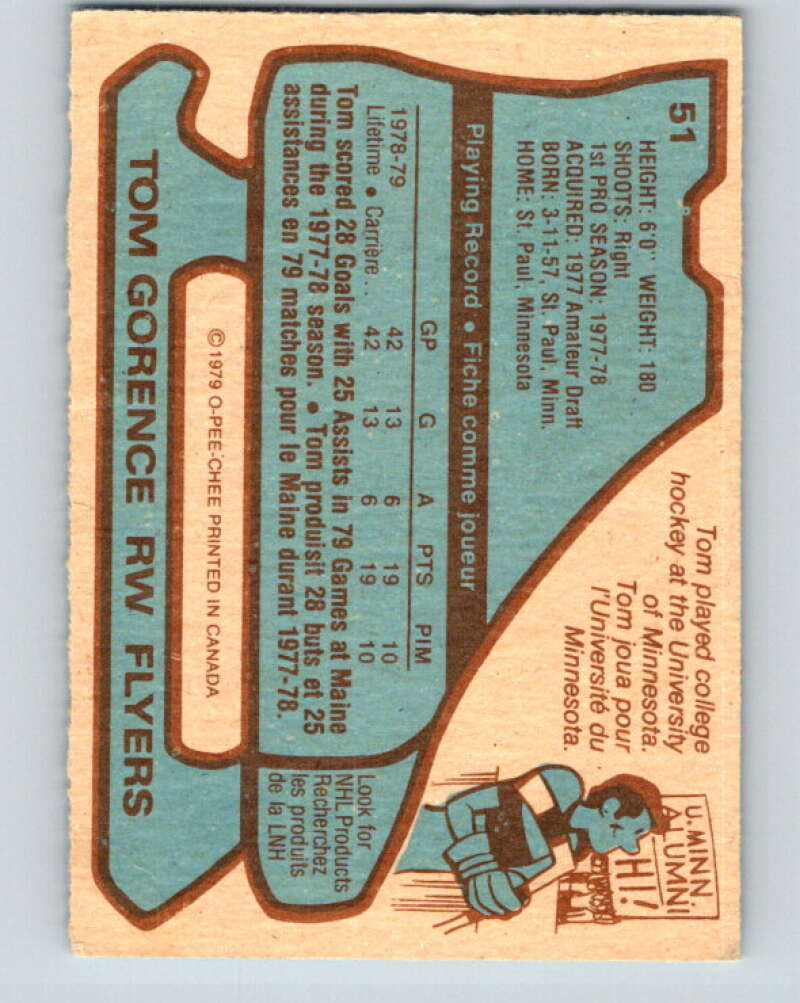 51
HEIGHT: 6'0" WEIGHT: 180
SHOOTS: Right
1st PRO SEASON: 1977-78
ACQUIRED: 1977 Amateur Draft
BORN: 3-11-57, St. Paul, Minn.
HOME: St. Paul, Minnesota
Tom played college
hockey at the University
of Minnesota.
Tom joua pour
l'Université du
Minnesota.
U. MINN.
ALUMNI
HI!
Playing Record • Fiche comme joueur
GP G A PTS PIM
1978-79 42 13 6 19 10
Lifetime • Carrière .. 42 13 6 19 10
Tom scored 28 Goals with 25 Assists in 79 Games at Maine
during the 1977-78 season. • Tom produisit 28 buts et 25
assistances en 79 matches pour le Maine durant 1977-78.
Look for
NHL Products
Recherchez
les produits
de la LNH
©1979 O-PEE-CHEE PRINTED IN CANADA
TOM GORENCE RW FLYERS